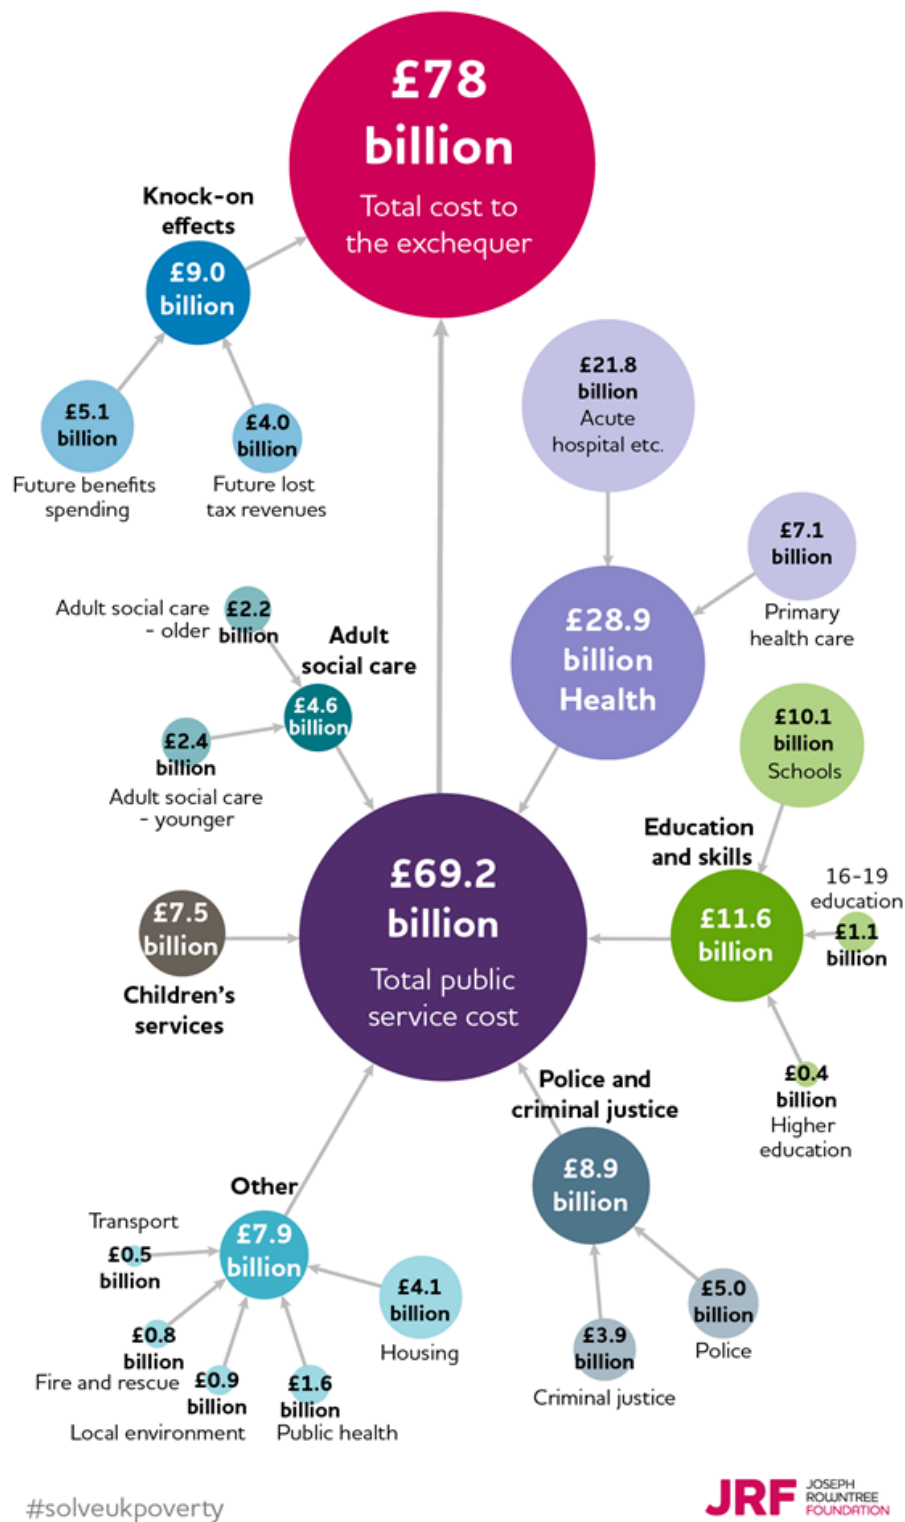 £78
billion
Total cost to
the exchequer
Knock-on
effects
£9.0
billion
£5.1
billion
Future benefits
spending
£4.0
billion
Future lost
tax revenues
£21.8
billion
Acute
hospital etc.
£7.1
billion
Primary
health care
£28.9
billion
Health
Adult social care
- older
£2.2
billion
Adult
social care
£4.6
billion
£2.4
billion
Adult social care
- younger
£10.1
billion
Schools
Education
and skills
£11.6
billion
16-19
education
£1.1
billion
£0.4
billion
Higher
education
£69.2
billion
Total public
service cost
£7.5
billion
Children's
services
Police and
criminal justice
£8.9
billion
£5.0
billion
Police
£3.9
billion
Criminal justice
Other
£7.9
billion
Transport
£0.5
billion
£0.8
billion
Fire and rescue
£0.9
billion
Local environment
£1.6
billion
Public health
£4.1
billion
Housing
#solveukpoverty
JRF
JOSEPH
ROWNTREE
FOUNDATION